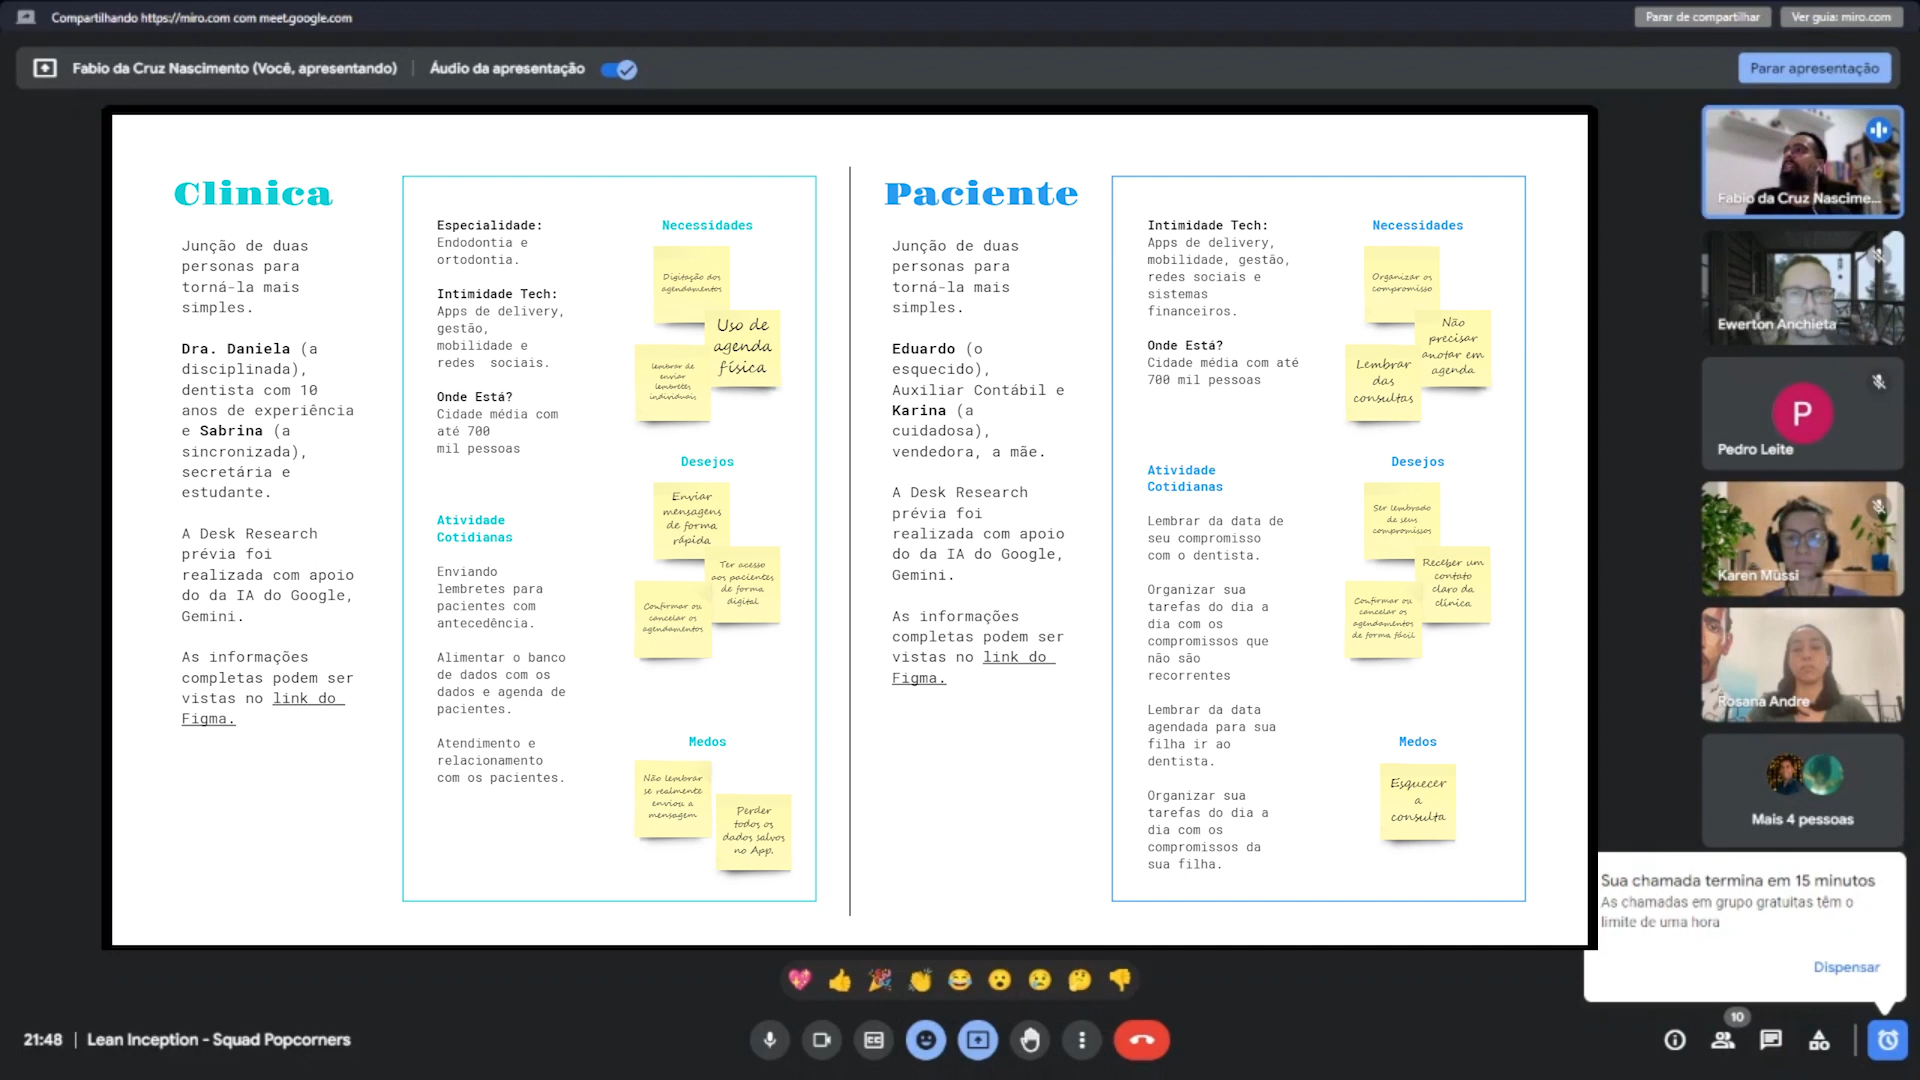 Compartilhando https://miro.com com meet.google.com
Parar de compartilhar
Ver guia: miro.com
Fabio da Cruz Nascimento (Você, apresentando)
Áudio da apresentação
Parar apresentação
Clinica
Junção de duas
personas para
torná-la mais
simples.
Dra. Daniela (a
disciplinada),
dentista com 10
anos de experiência
e Sabrina (a
sincronizada),
secretária e
estudante.
A Desk Research
prévia foi
realizada com apoio
do da IA do Google,
Gemini.
As informações
completas podem ser
vistas no link do
Figma.
Especialidade:
Endodontia e
ortodontia.
Intimidade Tech:
Apps de delivery,
gestão,
mobilidade e
redes sociais.
Onde Está?
Cidade média com
até 700
mil pessoas
Atividade
Cotidianas
Enviando
lembretes para
pacientes com
antecedência.
Alimentar o banco
de dados com os
dados e agenda de
pacientes.
Atendimento e
relacionamento
com os pacientes.
Necessidades
Digitação dos
agendamentos
Uso de
agenda
física
lembrar de
enviar
lembretes
individuais
Desejos
Enviar
mensagens
de forma
rápida
Ter acesso
aos pacientes
de forma
digital
Confirmar ou
cancelar os
agendamentos
Medos
Não lembrar
se realmente
enviou a
mensagem
Perder
todos os
dados salvos
no App.
Paciente
Junção de duas
personas para
torná-la mais
simples.
Eduardo (o
esquecido),
Auxiliar Contábil e
Karina (a
cuidadosa),
vendedora, a mãe.
A Desk Research
prévia foi
realizada com apoio
do da IA do Google,
Gemini.
As informações
completas podem ser
vistas no link do
Figma.
Intimidade Tech:
Apps de delivery,
mobilidade, gestão,
redes sociais e
sistemas
financeiros.
Onde Está?
Cidade média com até
700 mil pessoas
Atividade
Cotidianas
Lembrar da data de
seu compromisso
com o dentista.
Organizar sua
tarefas do dia a
dia com os
compromissos que
não são
recorrentes
Lembrar da data
agendada para sua
filha ir ao
dentista.
Organizar sua
tarefas do dia a
dia com os
compromissos da
sua filha.
Necessidades
Organizar os
compromisso
Não
precisar
anotar em
agenda
Lembrar
das
consultas
Desejos
Ser lembrado
de seus
compromissos
Receber um
contato
claro da
clínica
Confirmar ou
cancelar os
agendamentos
de forma fácil
Medos
Esquecer
a
consulta
Fabio da Cruz Nascime...
Ewerton Anchieta
P
Pedro Leite
Karen Müssi
Rosana Andre
Mais 4 pessoas
Sua chamada termina em 15 minutos
As chamadas em grupo gratuitas têm o
limite de uma hora
Dispensar
21:48
Lean Inception - Squad Popcorners
10